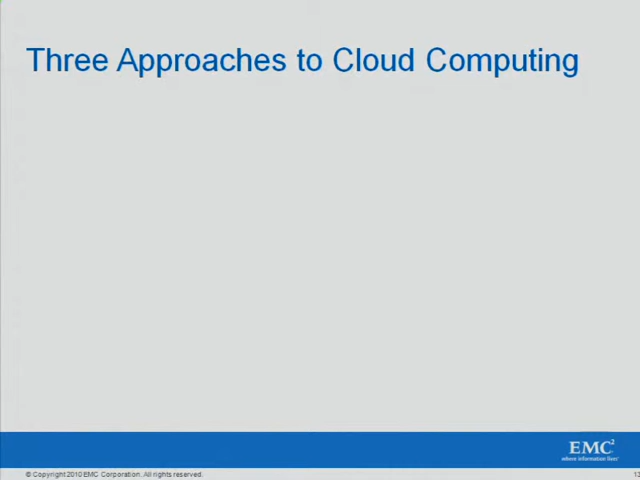 Three Approaches to Cloud Computing
EMC²
where information lives®
© Copyright 2010 EMC Corporation. All rights reserved.